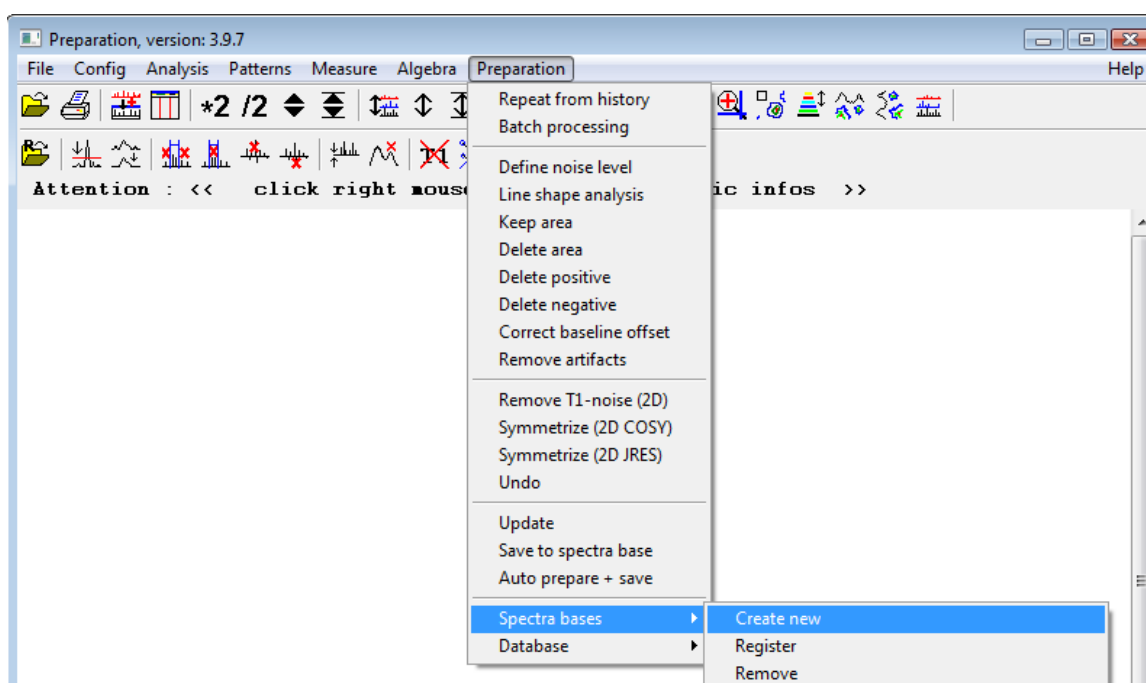 Preparation, version: 3.9.7
File Config Analysis Patterns Measure Algebra Preparation Help
*2 /2
R
T1
Attention : << click right mous ic infos >>
Repeat from history
Batch processing
Define noise level
Line shape analysis
Keep area
Delete area
Delete positive
Delete negative
Correct baseline offset
Remove artifacts
Remove T1-noise (2D)
Symmetrize (2D COSY)
Symmetrize (2D JRES)
Undo
Update
Save to spectra base
Auto prepare + save
Spectra bases
Database
Create new
Register
Remove